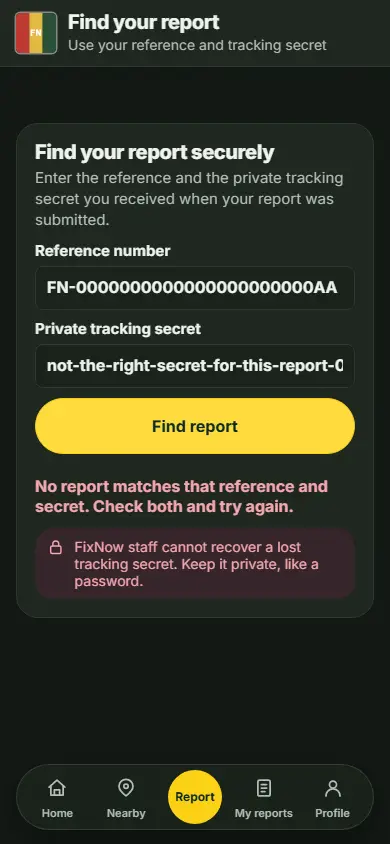 FN
Find your report
Use your reference and tracking secret
Find your report securely
Enter the reference and the private tracking
secret you received when your report was
submitted.
Reference number
FN-0000000000000000000000AA
Private tracking secret
not-the-right-secret-for-this-report-0
Find report
No report matches that reference and
secret. Check both and try again.
FixNow staff cannot recover a lost
tracking secret. Keep it private, like a
password.
Home
Nearby
Report
My reports
Profile